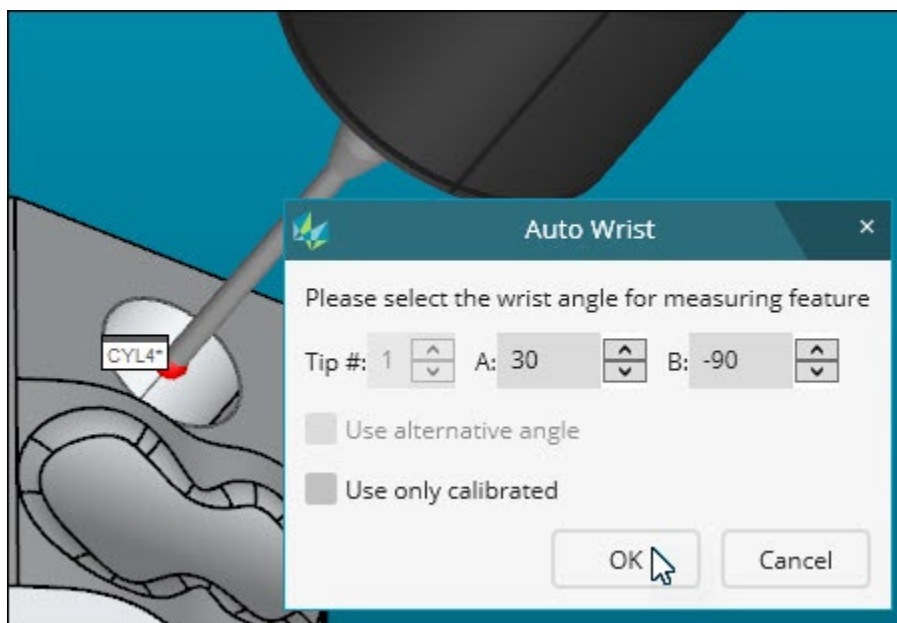 Auto Wrist
Please select the wrist angle for measuring feature
CYL4*
Tip #: 1 A: 30 B: -90
Use alternative angle
Use only calibrated
OK Cancel